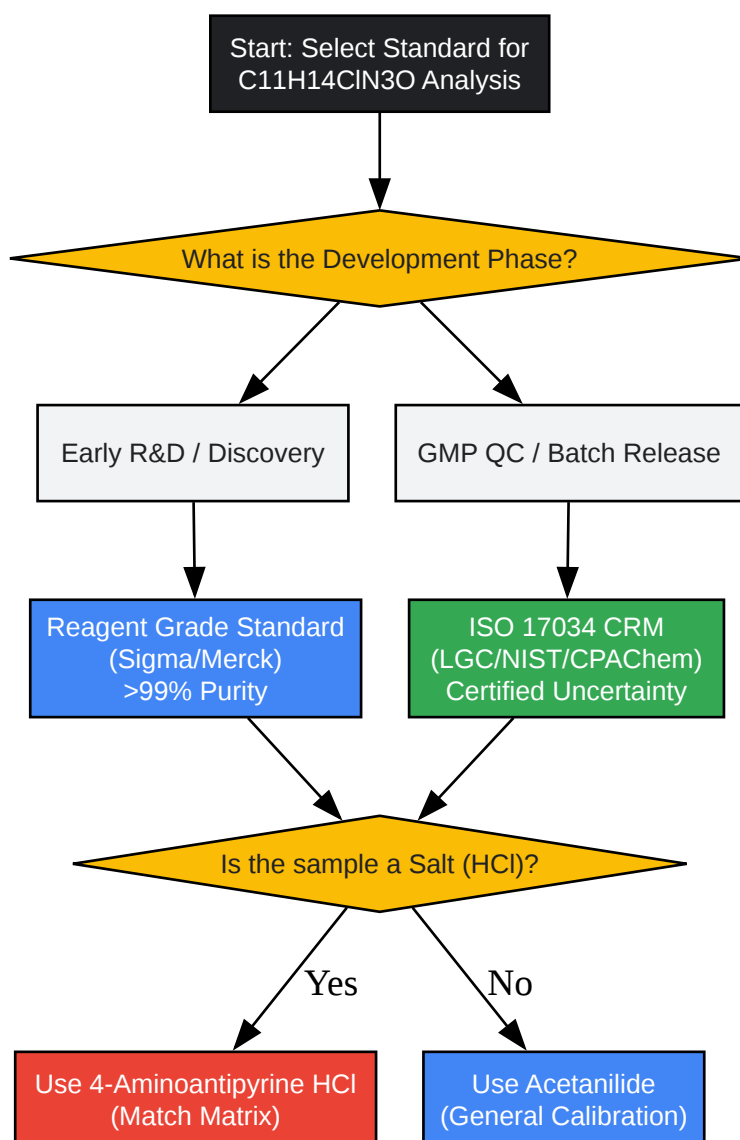 Start: Select Standard for
C11H14ClN3O Analysis
What is the Development Phase?
Early R&D / Discovery
GMP QC / Batch Release
Reagent Grade Standard
(Sigma/Merck)
>99% Purity
ISO 17034 CRM
(LGC/NIST/CPAChem)
Certified Uncertainty
Is the sample a Salt (HCl)?
Yes
No
Use 4-Aminoantipyrine HCl
(Match Matrix)
Use Acetanilide
(General Calibration)